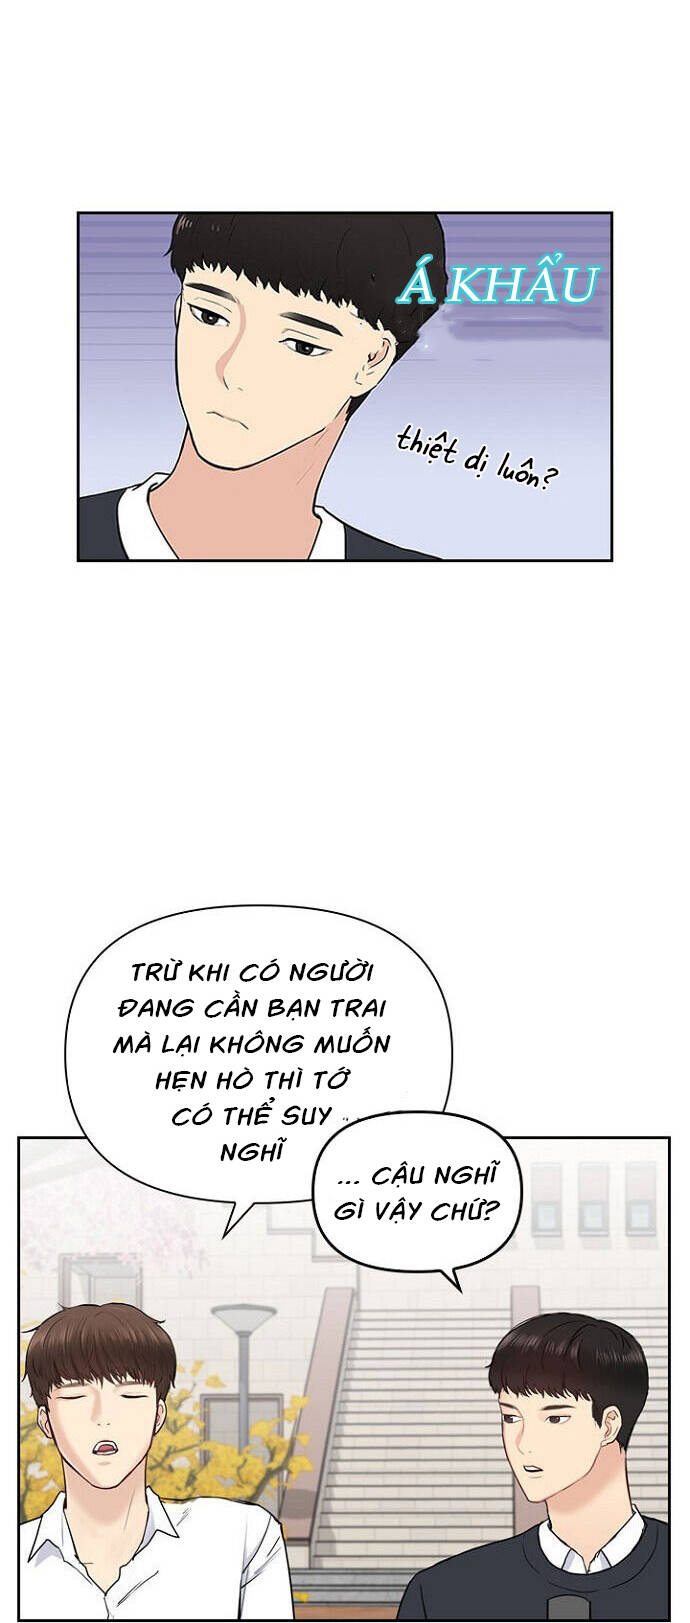 Á KHẨU
thiệt dị luôn?
TRỪ KHI CÓ NGƯỜI
ĐANG CẦN BẠN TRAI
MÀ LẠI KHÔNG MUỐN
HẸN HÒ THÌ TỚ
CÓ THỂ SUY
NGHĨ
... CẬU NGHĨ
GÌ VẬY CHỨ?